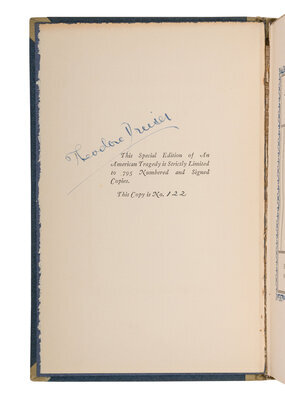 Theodore Dreiser
This Special Edition of An
American Tragedy is Strictly Limited
to 795 Numbered and Signed
Copies.
This Copy is No. 122